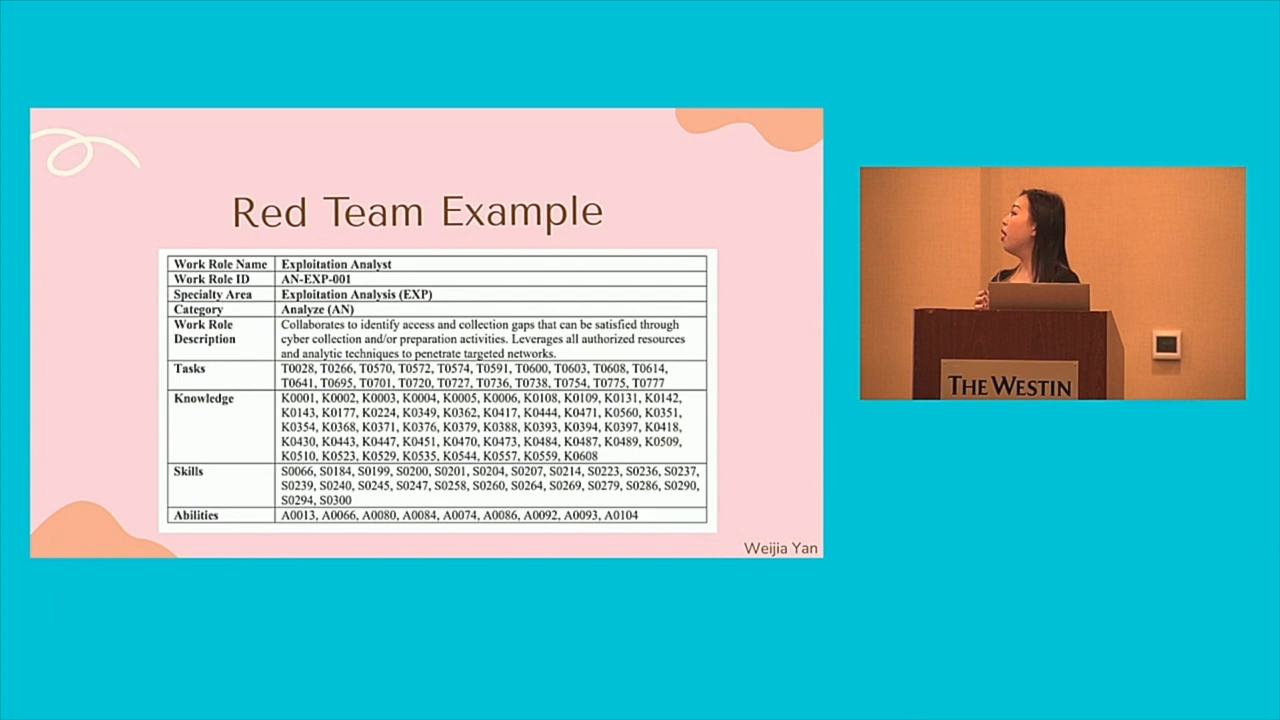 Red Team Example
Work Role Name Exploitation Analyst
Work Role ID AN-EXP-001
Specialty Area Exploitation Analysis (EXP)
Category Analyze (AN)
Work Role Description
Collaborates to identify access and collection gaps that can be satisfied through
cyber collection and/or preparation activities. Leverages all authorized resources
and analytic techniques to penetrate targeted networks.
Tasks T0028, T0266, T0570, T0572, T0574, T0591, T0600, T0603, T0608, T0614,
T0641, T0695, T0701, T0720, T0727, T0736, T0738, T0754, T0775, T0777
Knowledge K0001, K0002, K0003, K0004, K0005, K0006, K0108, K0109, K0131, K0142,
K0143, K0177, K0224, K0349, K0362, K0417, K0444, K0471, K0560, K0351,
K0354, K0368, K0371, K0376, K0379, K0388, K0393, K0394, K0397, K0418,
K0430, K0443, K0447, K0451, K0470, K0473, K0484, K0487, K0489, K0509,
K0510, K0523, K0529, K0535, K0544, K0557, K0559, K0608
Skills S0066, S0184, S0199, S0200, S0201, S0204, S0207, S0214, S0223, S0236, S0237,
S0239, S0240, S0245, S0247, S0258, S0260, S0264, S0269, S0279, S0286, S0290,
S0294, S0300
Abilities A0013, A0066, A0080, A0084, A0074, A0086, A0092, A0093, A0104
Weijia Yan
THE WESTIN